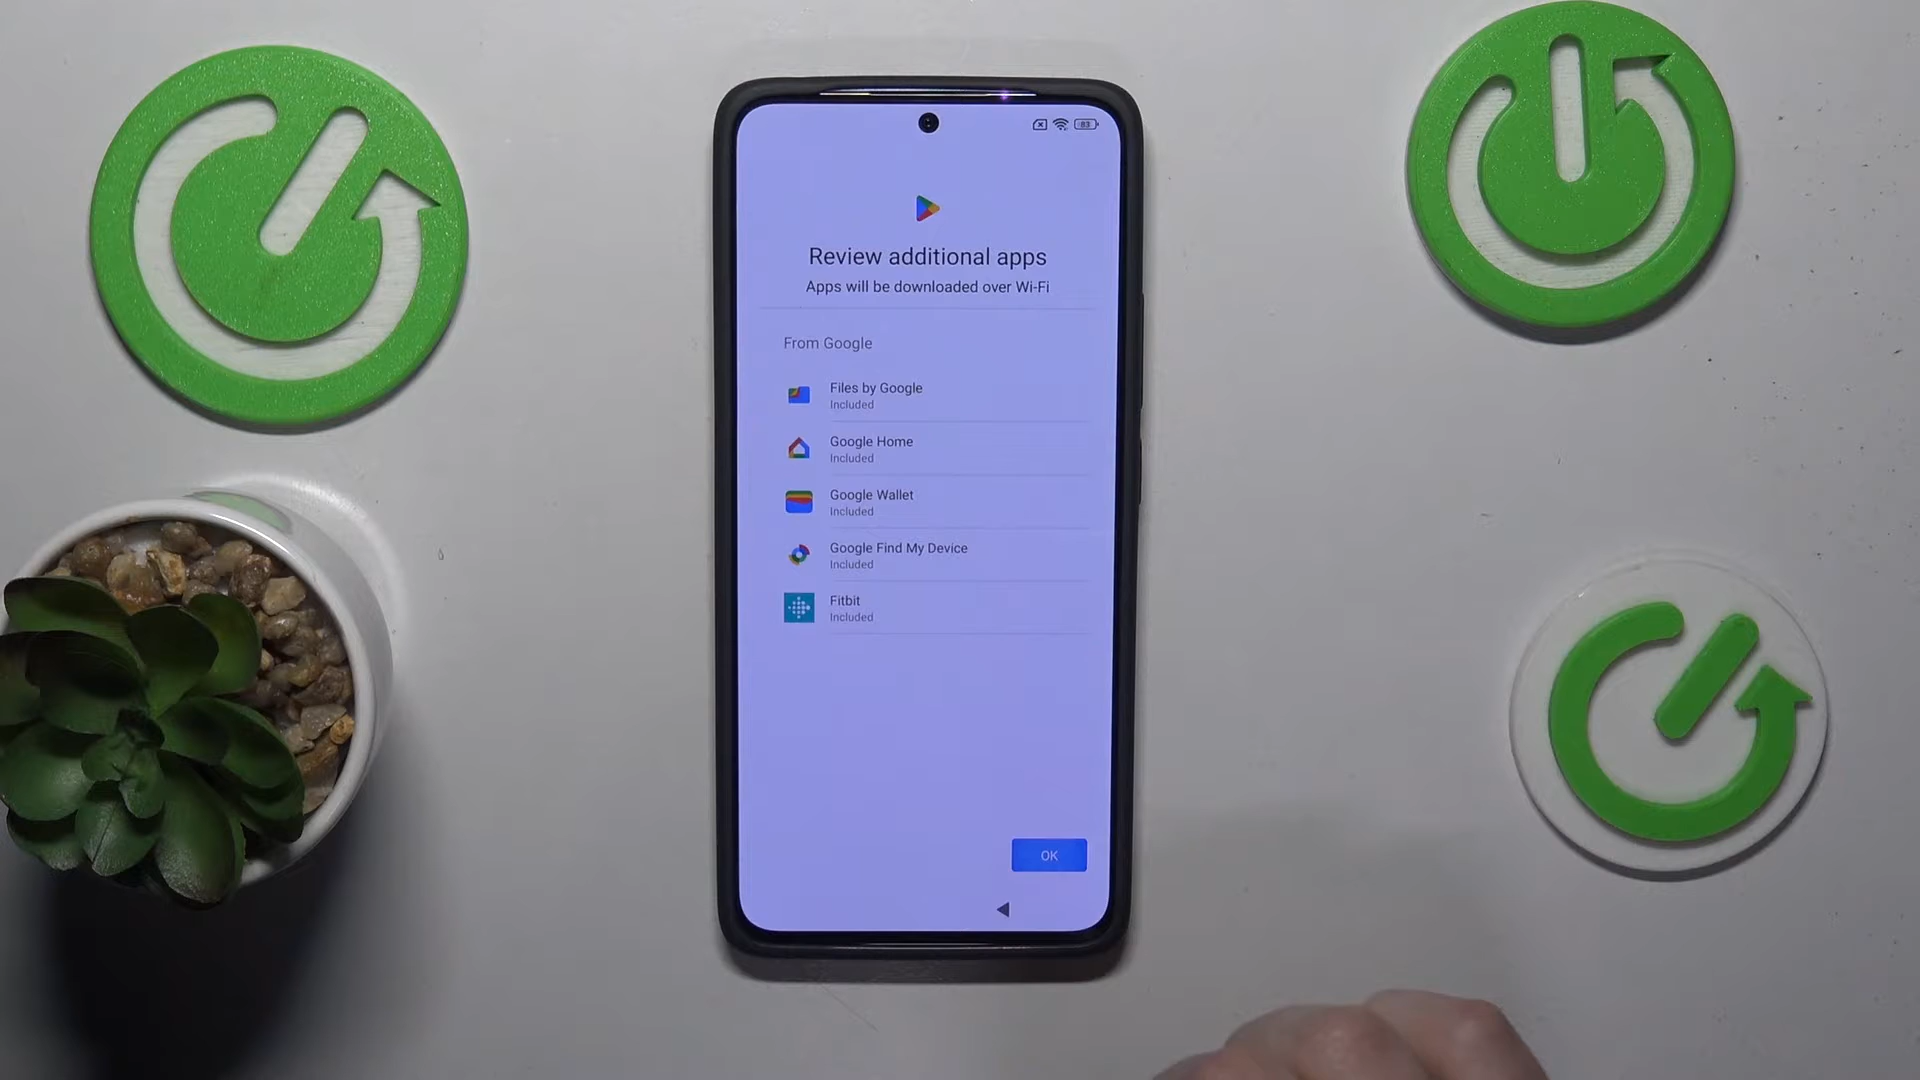 83
Review additional apps
Apps will be downloaded over Wi-Fi
From Google
Files by Google
Included
Google Home
Included
Google Wallet
Included
Google Find My Device
Included
Fitbit
Included
OK